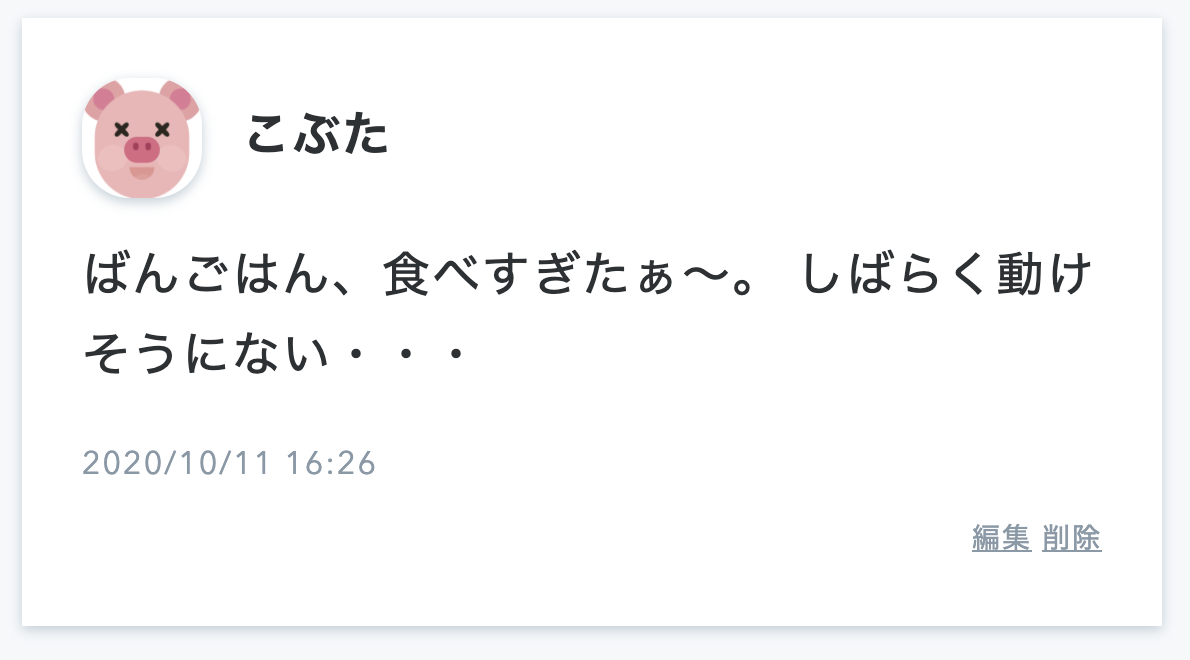 こぶた
ばんごはん、食べすぎたぁ〜。 しばらく動け
そうにない・・・
2020/10/11 16:26
編集 削除